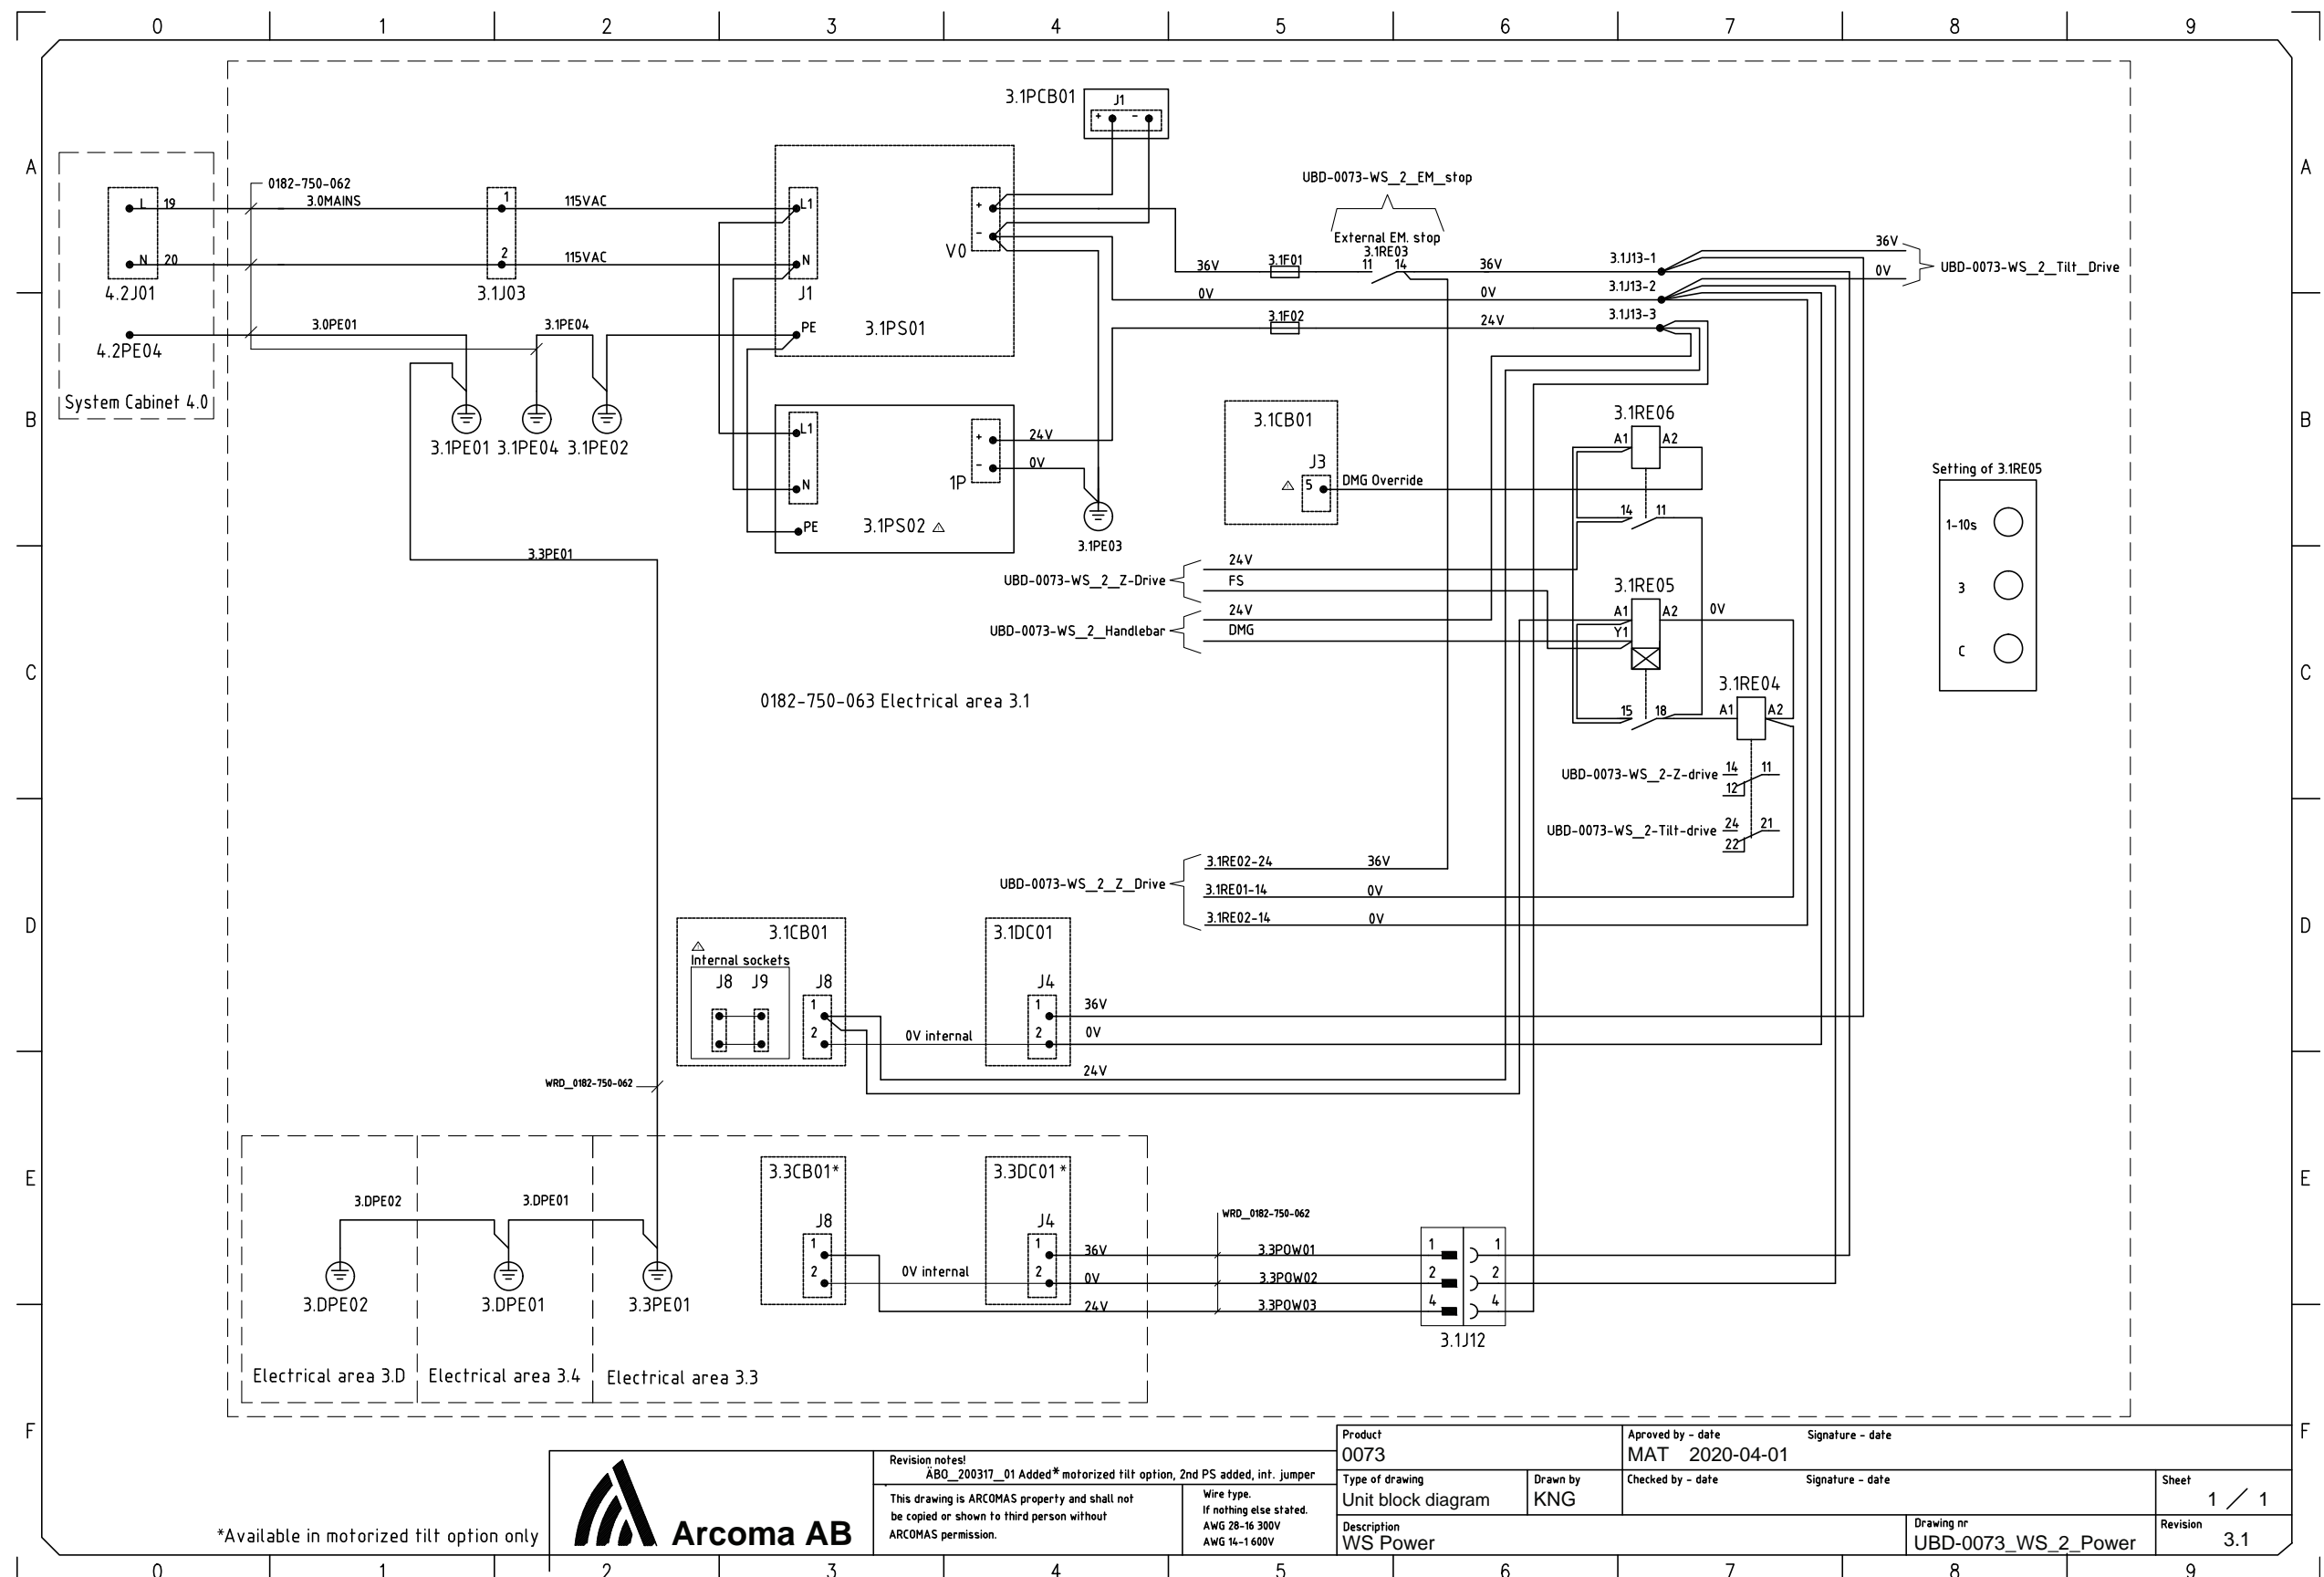 0 1 2 3 4 5 6 7 8 9
A A
B B
C C
D D
E E
F F
3.1PCB01
J1
+ -
0182-750-062
3.0MAINS
L 19
N 20
4.2J01
4.2PE04
System Cabinet 4.0
1
2
3.1J03
115VAC
115VAC
3.0PE01
3.1PE04
3.1PE01 3.1PE04 3.1PE02
L1
N
J1
PE
3.1PS01
+
-
V0
L1
N
PE
3.1PS02
+
-
1P
24V
0V
3.1PE03
UBD-0073-WS_2_EM_stop
External EM. stop
3.1RE03
11 14
36V
3.1F01
36V
0V
0V
3.1F02
24V
3.1J13-1
3.1J13-2
3.1J13-3
36V
0V
UBD-0073-WS_2_Tilt_Drive
3.1CB01
J3
5
DMG Override
3.1RE06
A1 A2
14 11
Setting of 3.1RE05
1-10s
3
C
3.3PE01
UBD-0073-WS_2_Z-Drive
24V
FS
UBD-0073-WS_2_Handlebar
24V
DMG
3.1RE05
A1 A2
0V
Y1
15 18
3.1RE04
A1 A2
UBD-0073-WS_2-Z-drive
14 11
12
UBD-0073-WS_2-Tilt-drive
24 21
22
0182-750-063 Electrical area 3.1
UBD-0073-WS_2_Z_Drive
3.1RE02-24 36V
3.1RE01-14 0V
3.1RE02-14 0V
3.1CB01
Internal sockets
J8 J9
J8
1
2
0V internal
3.1DC01
J4
1
2
36V
0V
24V
WRD_0182-750-062
3.DPE02
3.DPE01
3.DPE02
3.DPE01
3.3PE01
3.3CB01*
J8
1
2
0V internal
3.3DC01*
J4
1
2
36V
0V
24V
WRD_0182-750-062
3.3POW01
3.3POW02
3.3POW03
1 1
2 2
4 4
3.1J12
Electrical area 3.D
Electrical area 3.4
Electrical area 3.3
*Available in motorized tilt option only
Arcoma AB
Revision notes!
ÄBO_200317_01 Added* motorized tilt option, 2nd PS added, int. jumper
This drawing is ARCOMAS property and shall not
be copied or shown to third person without
ARCOMAS permission.
Wire type.
If nothing else stated.
AWG 28-16 300V
AWG 14-1 600V
Product
0073
Aproved by - date
MAT 2020-04-01
Signature - date
Type of drawing
Unit block diagram
Drawn by
KNG
Checked by - date
Signature - date
Sheet
1 / 1
Description
WS Power
Drawing nr
UBD-0073_WS_2_Power
Revision
3.1
0 1 2 3 4 5 6 7 8 9